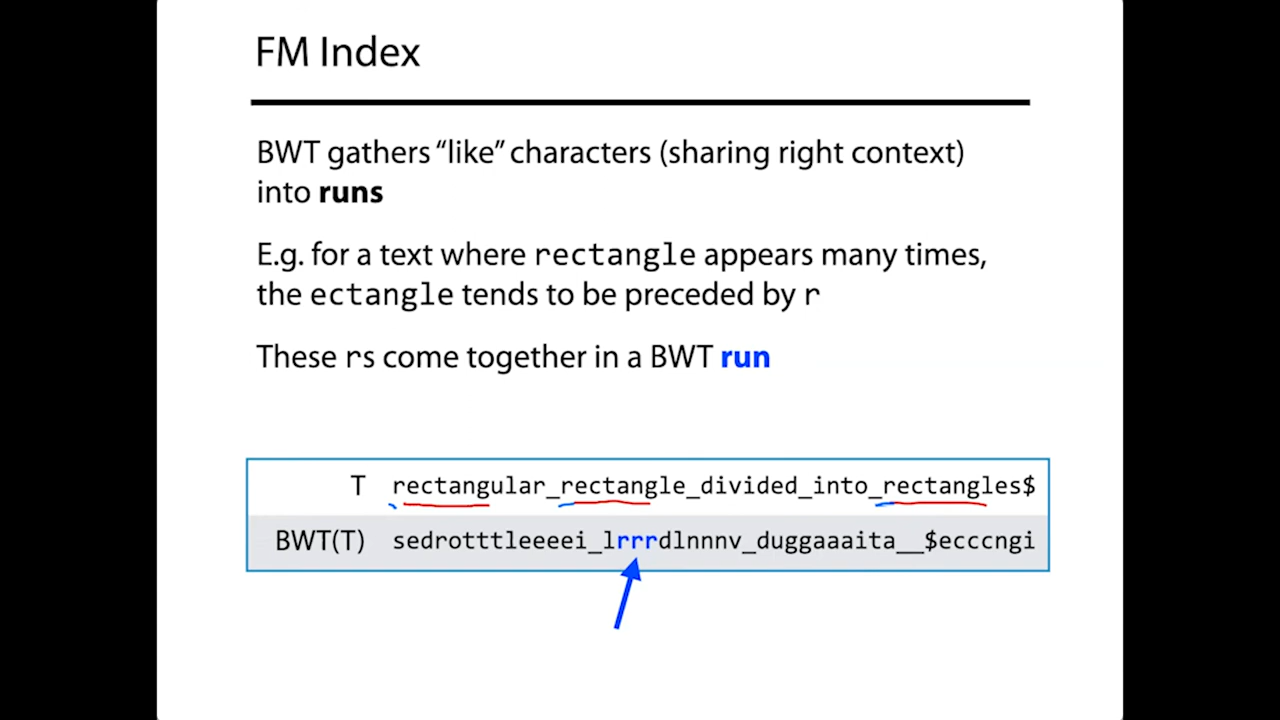 FM Index
BWT gathers “like” characters (sharing right context)
into runs
E.g. for a text where rectangle appears many times,
the ectangle tends to be preceded by r
These rs come together in a BWT run
T rectangular_rectangle_divided_into_rectangles$
BWT(T) sedrotttleeeei_lrrrdlnnnv_duggaaaita__$ecccngi